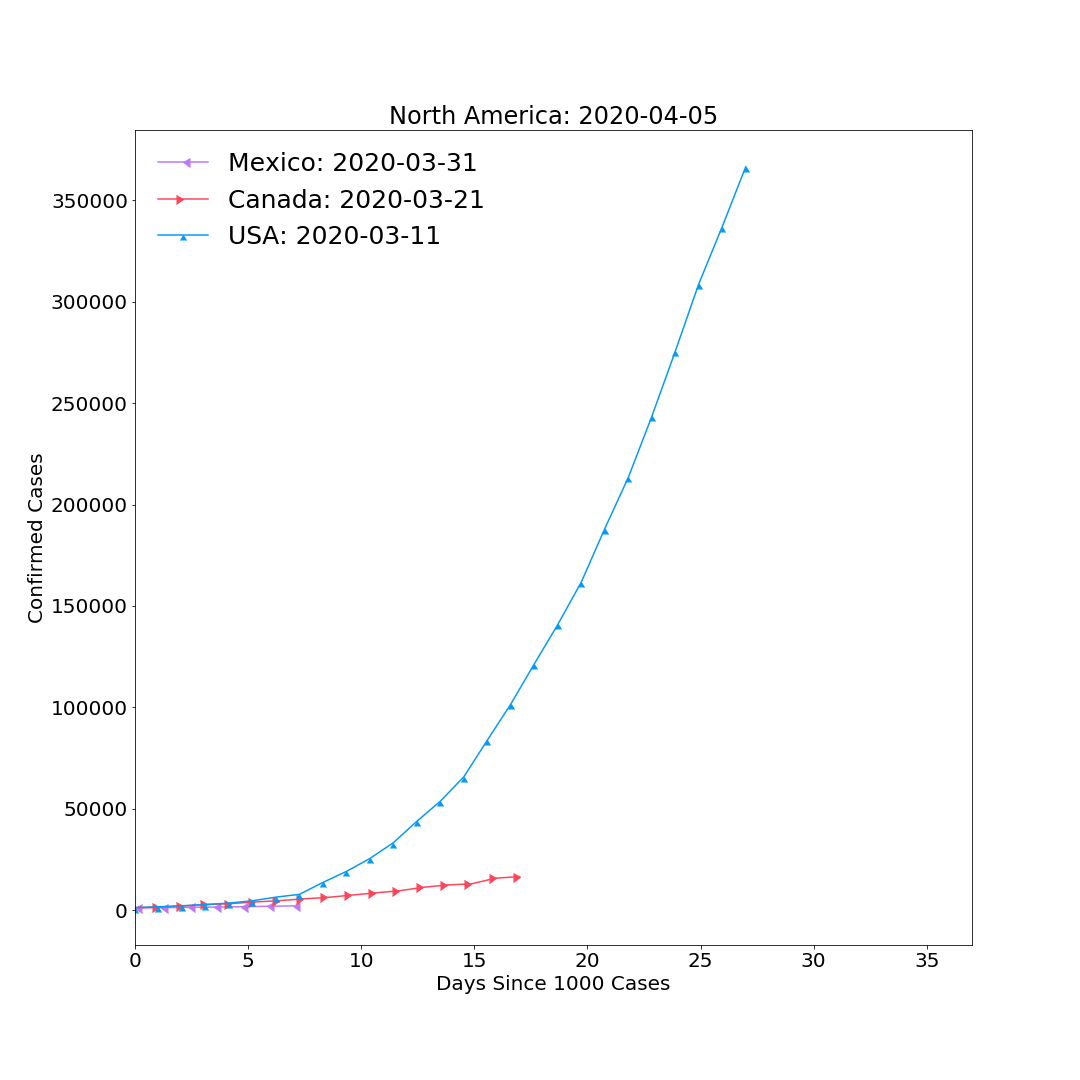 North America: 2020-04-05
Mexico: 2020-03-31
Canada: 2020-03-21
USA: 2020-03-11
350000
300000
250000
200000
150000
100000
50000
0
Confirmed Cases
0 5 10 15 20 25 30 35
Days Since 1000 Cases